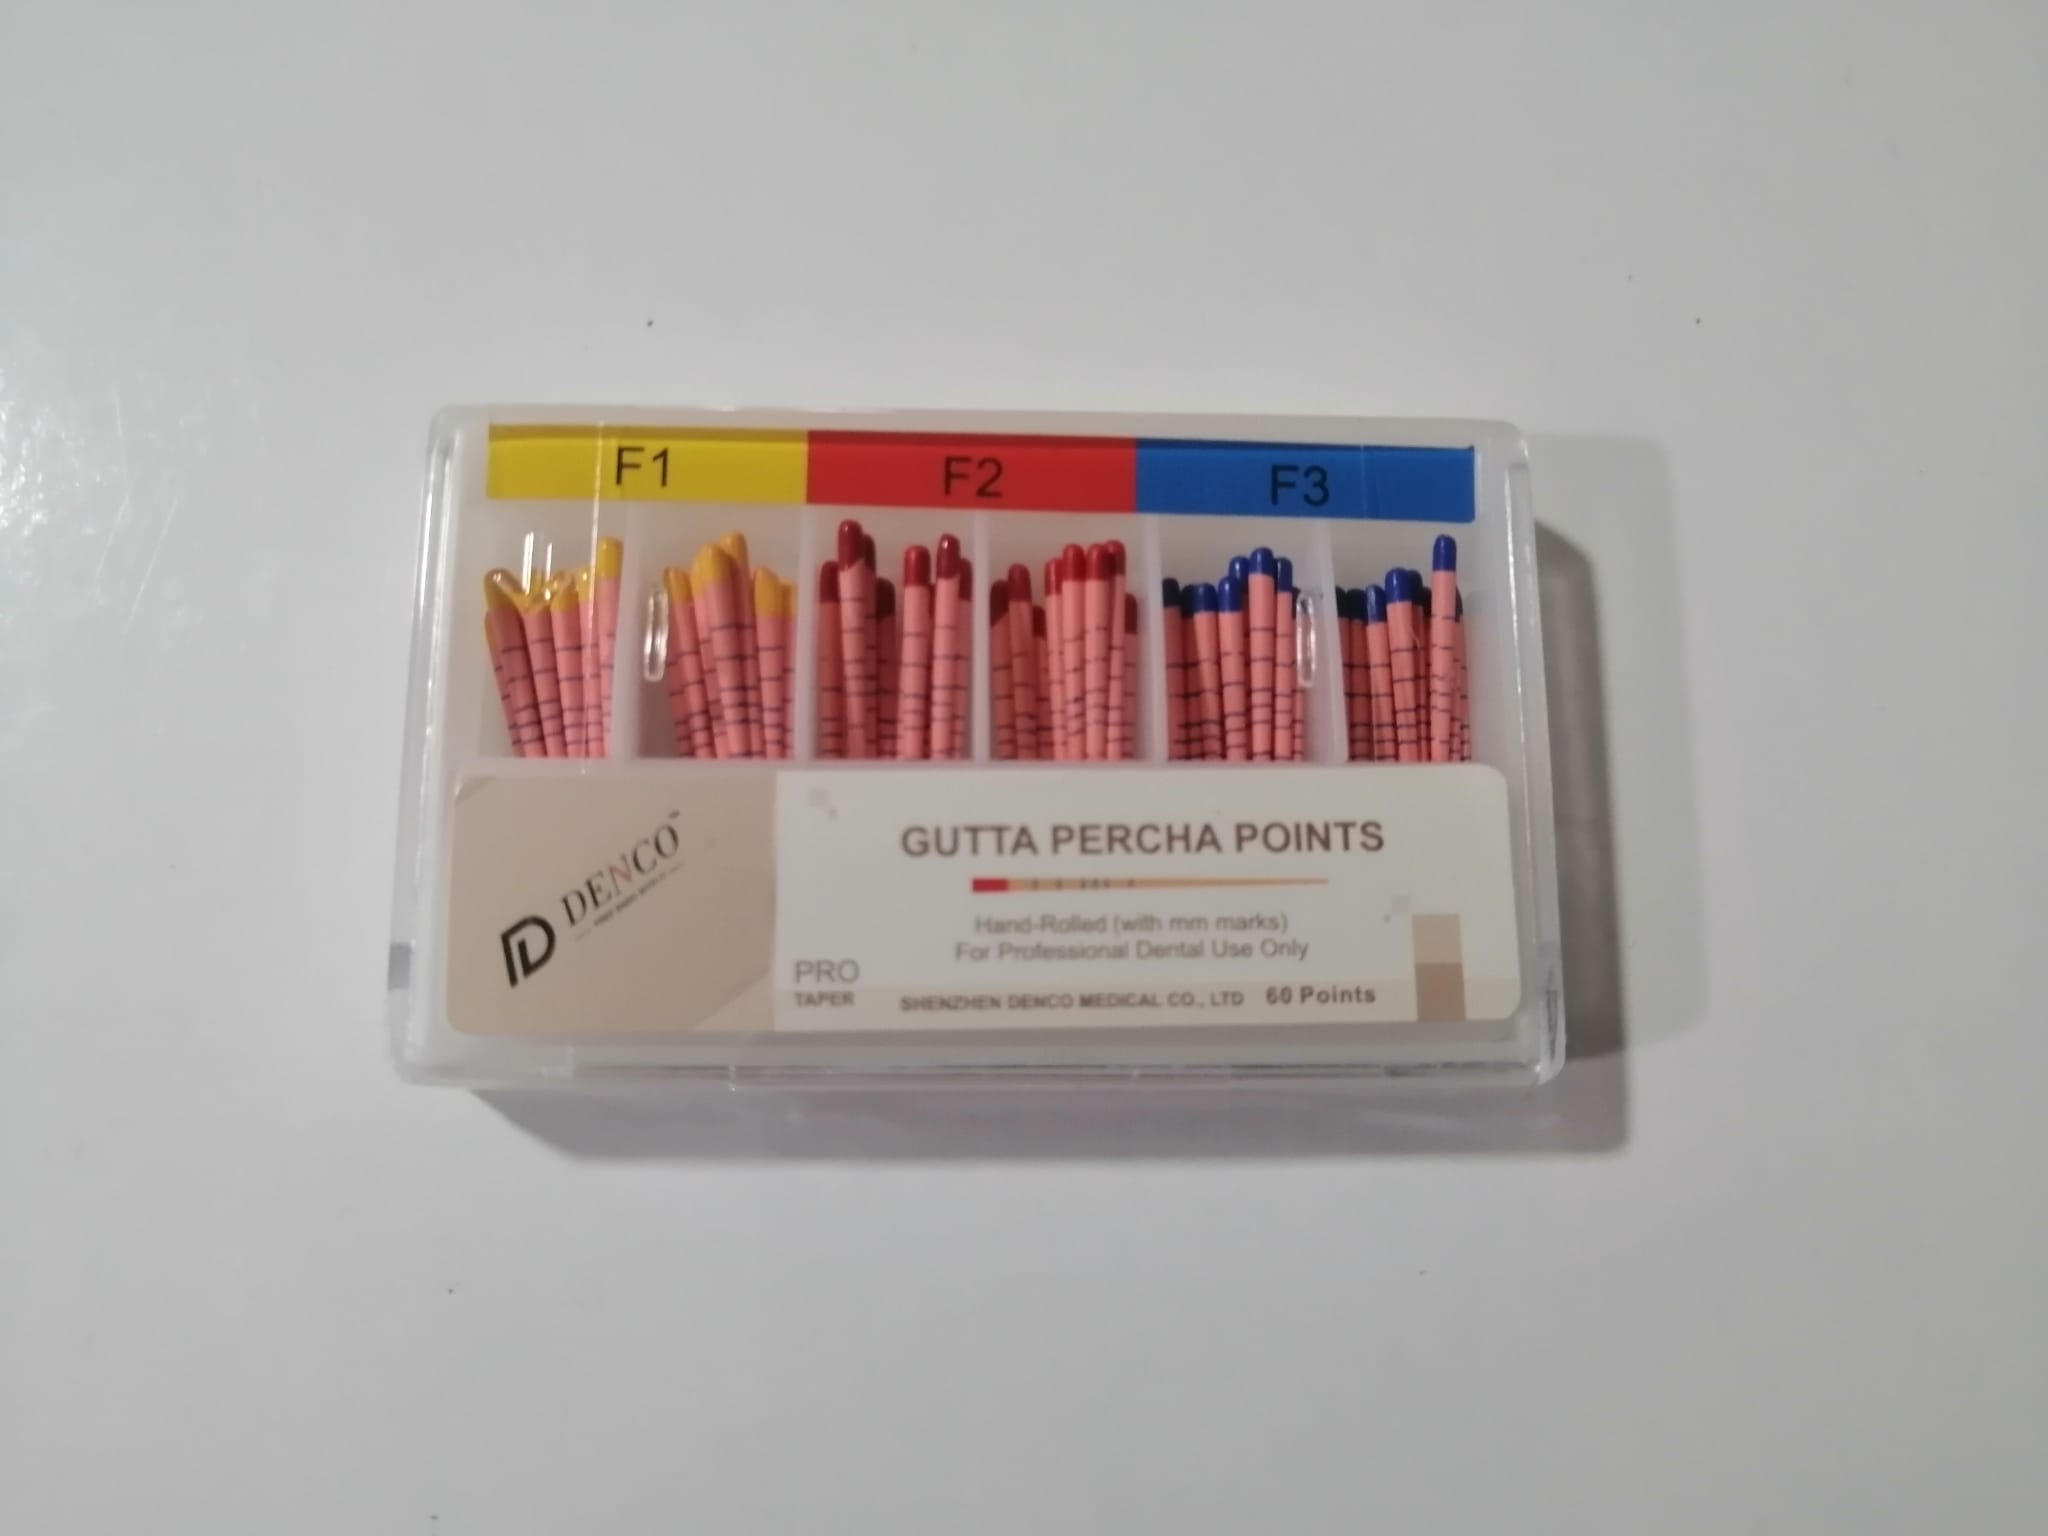 F1 F2 F3
DENCO™
GUTTA PERCHA POINTS
Hand-Rolled (with mm marks)
For Professional Dental Use Only
PRO
TAPER
SHENZHEN DENCO MEDICAL CO., LTD 60 Points